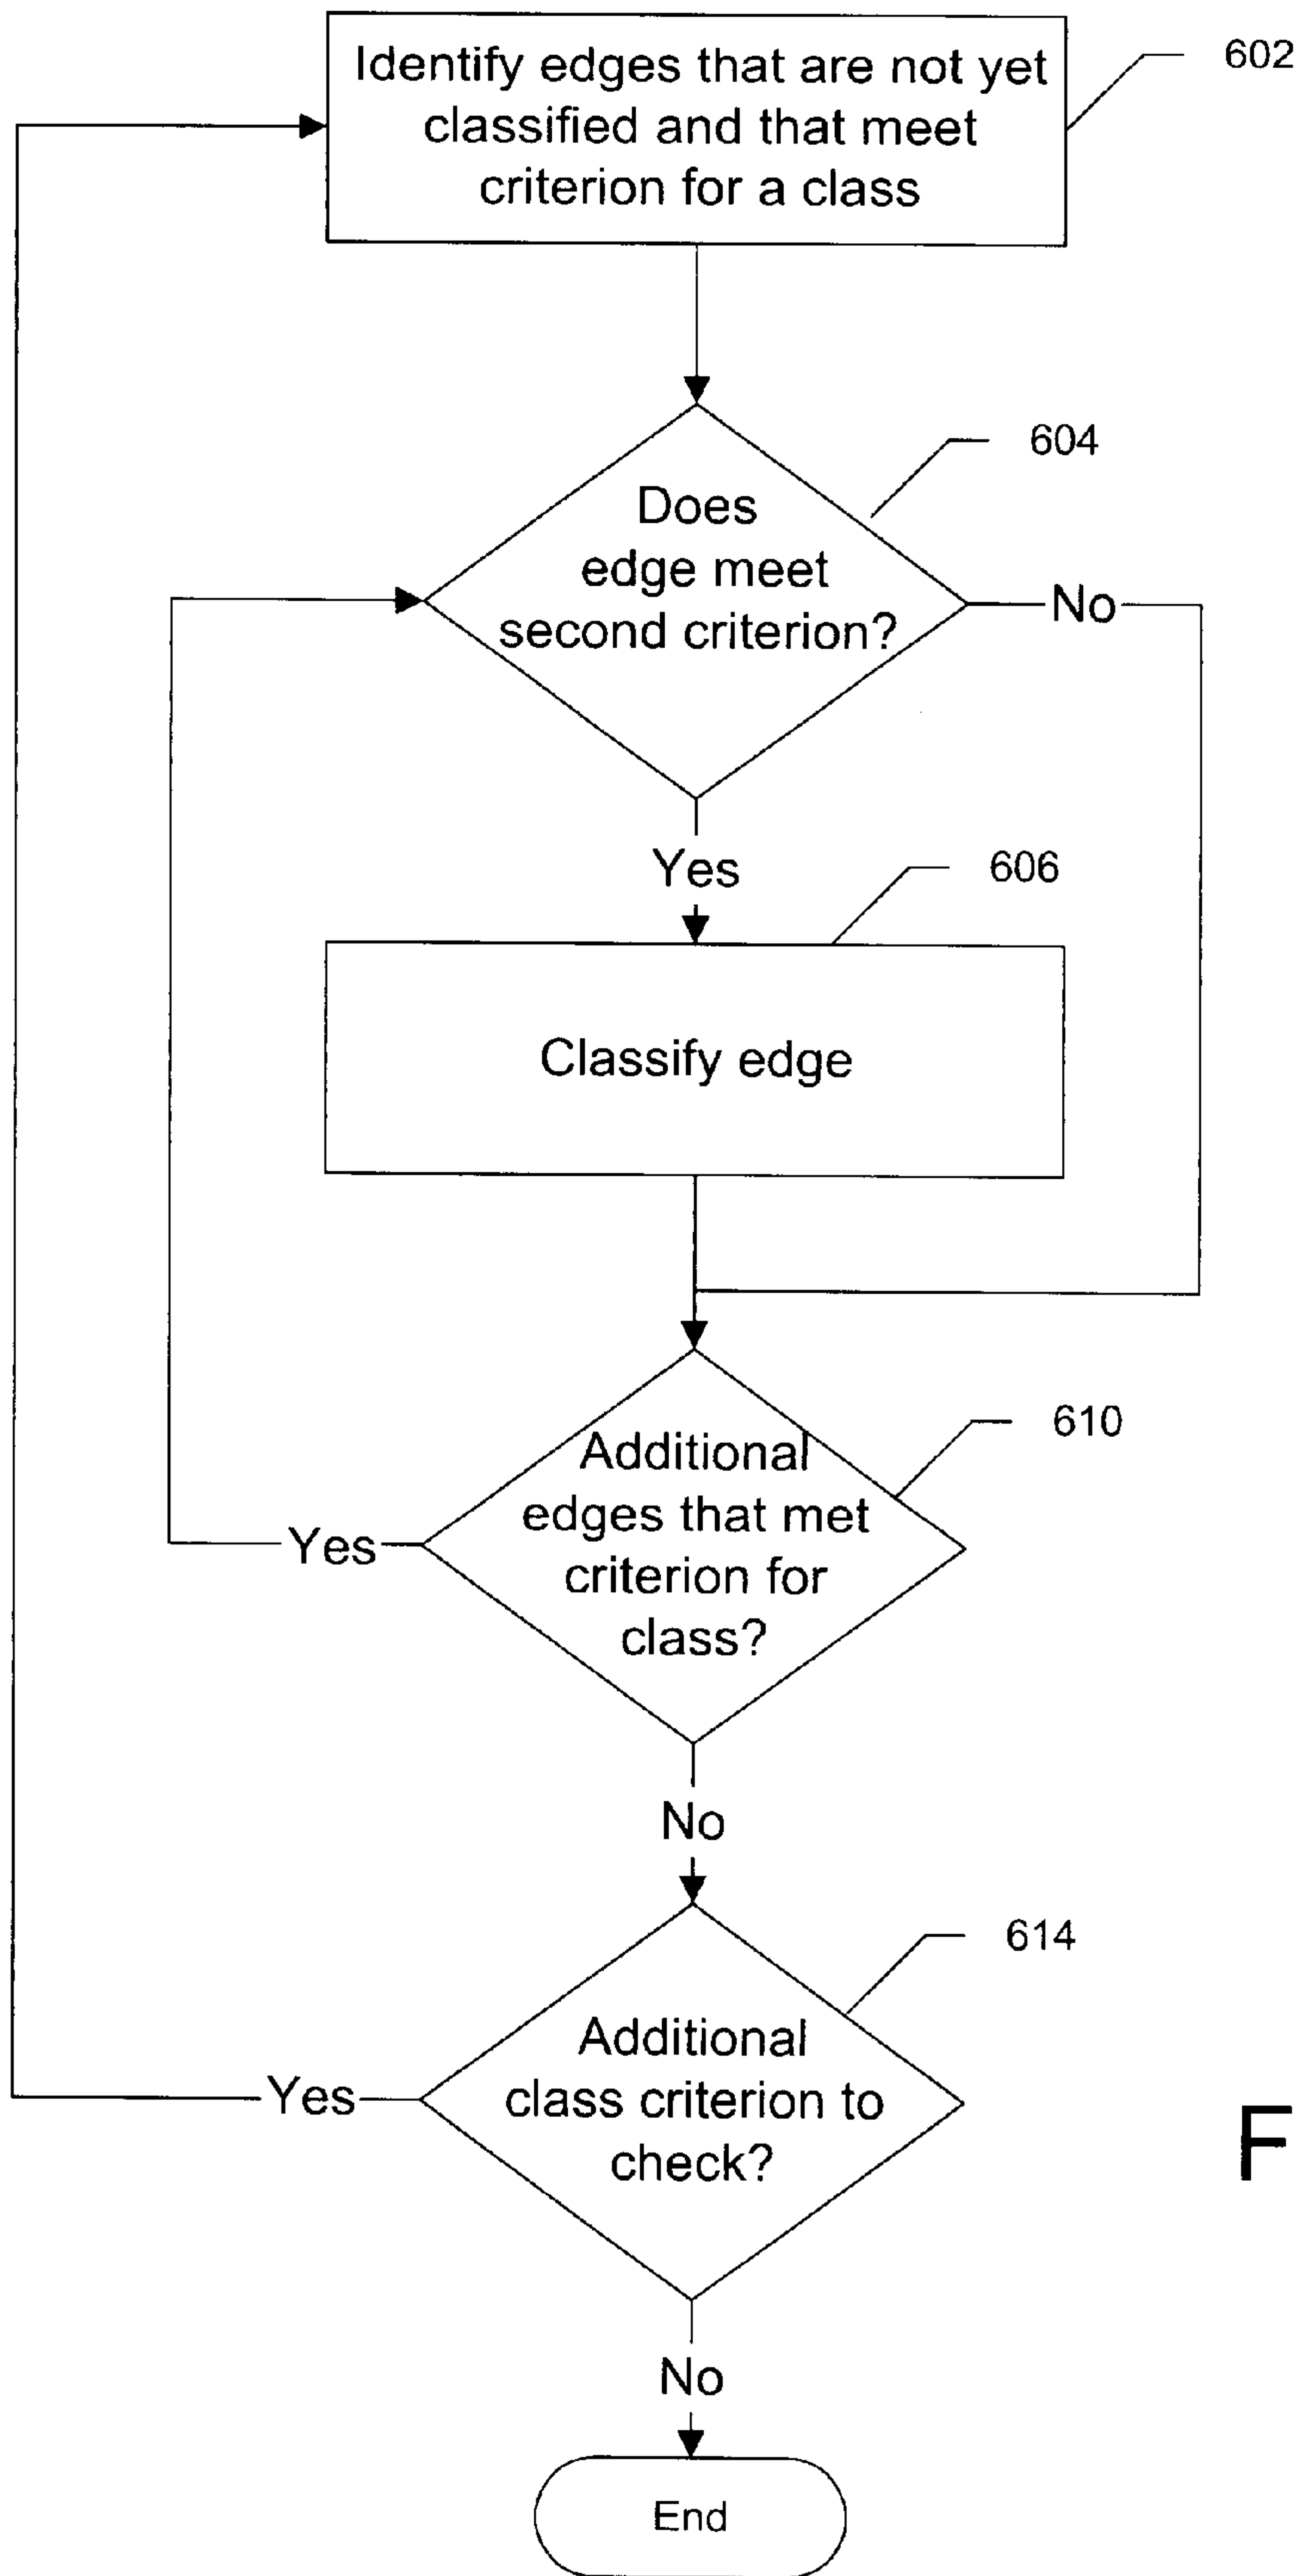 Identify edges that are not yet
classified and that meet
criterion for a class
602
604
Does
edge meet
second criterion?
No
Yes
606
Classify edge
610
Additional
edges that met
criterion for
class?
Yes
No
614
Additional
class criterion to
check?
Yes
F
No
End